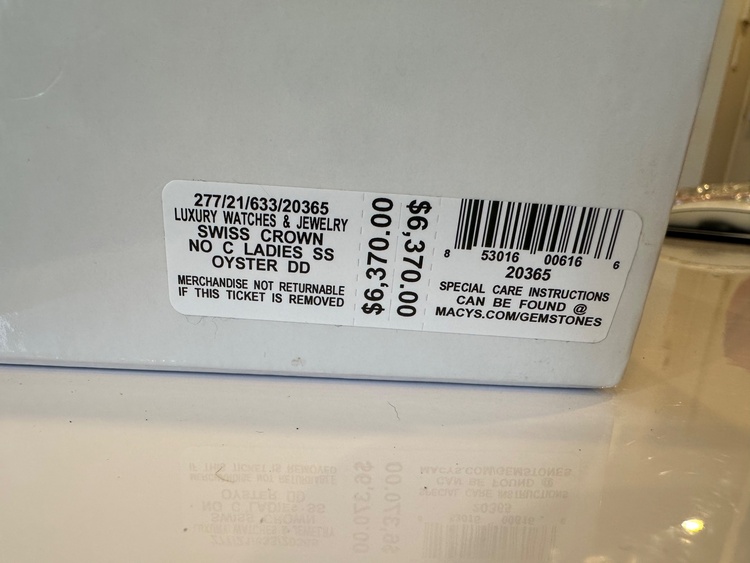 277/21/633/20365
LUXURY WATCHES & JEWELRY
SWISS CROWN
NO C LADIES SS
OYSTER DD
MERCHANDISE NOT RETURNABLE
IF THIS TICKET IS REMOVED
$6,370.00
$6,370.00
8 53016 00616 6
20365
SPECIAL CARE INSTRUCTIONS
CAN BE FOUND @
MACYS.COM/GEMSTONES